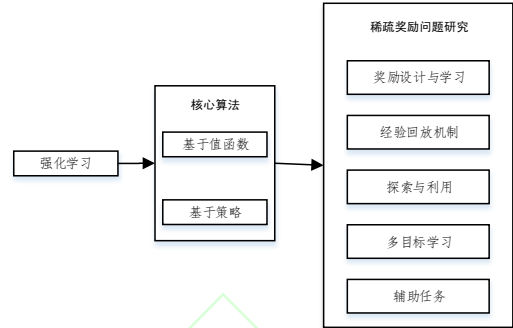 稀疏奖励问题研究
奖励设计与学习
核心算法
经验回放机制
基于值函数
强化学习
探索与利用
基于策略
多目标学习
辅助任务